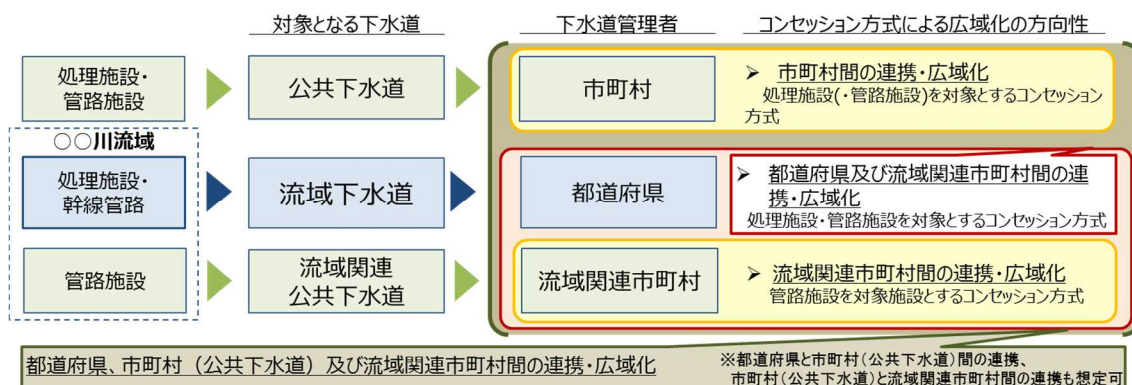 対象となる下水道
下水道管理者
コンセッション方式による広域化の方向性
処理施設・
管路施設
公共下水道
市町村
➢ 市町村間の連携・広域化
処理施設(・管路施設)を対象とするコンセッション
方式
○○川流域
処理施設・
幹線管路
流域下水道
都道府県
➢ 都道府県及び流域関連市町村間の連
携・広域化
処理施設・管路施設を対象とするコンセッション方式
管路施設
流域関連
公共下水道
流域関連市町村
➢ 流域関連市町村間の連携・広域化
管路施設を対象施設とするコンセッション方式
都道府県、市町村（公共下水道）及び流域関連市町村間の連携・広域化
※都道府県と市町村(公共下水道)間の連携、
市町村(公共下水道)と流域関連市町村間の連携も想定可